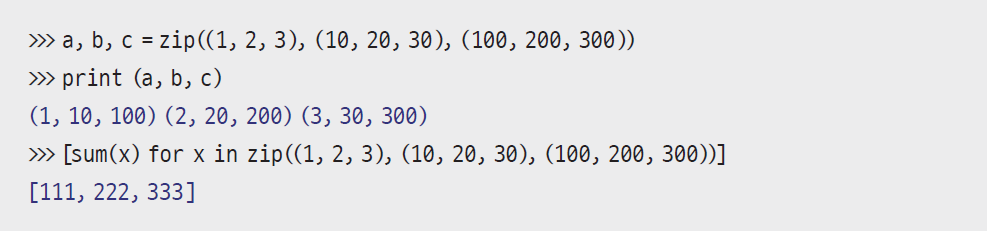 >>> a, b, c = zip((1, 2, 3), (10, 20, 30), (100, 200, 300))
>>> print (a, b, c)
(1, 10, 100) (2, 20, 200) (3, 30, 300)
>>> [sum(x) for x in zip((1, 2, 3), (10, 20, 30), (100, 200, 300))]
[111, 222, 333]